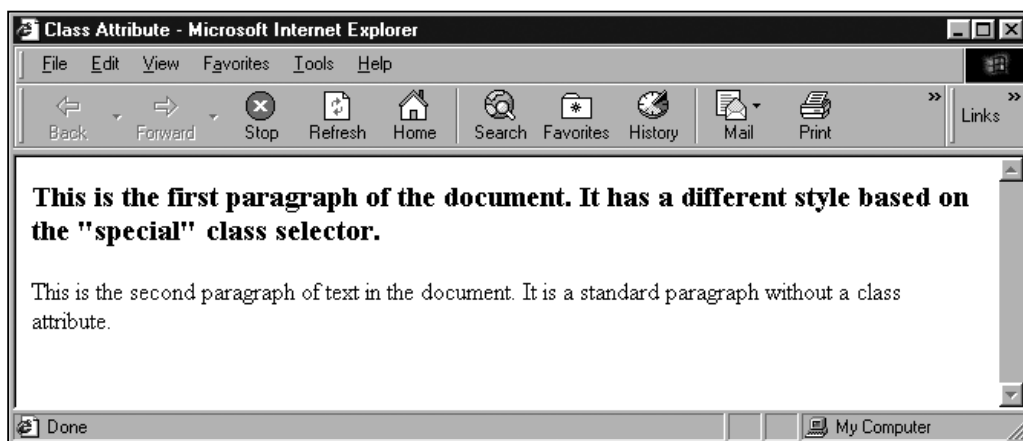 Class Attribute - Microsoft Internet Explorer
File Edit View Favorites Tools Help
Back Forward Stop Refresh Home Search Favorites History Mail Print » Links »
This is the first paragraph of the document. It has a different style based on
the "special" class selector.
This is the second paragraph of text in the document. It is a standard paragraph without a class
attribute.
Done My Computer